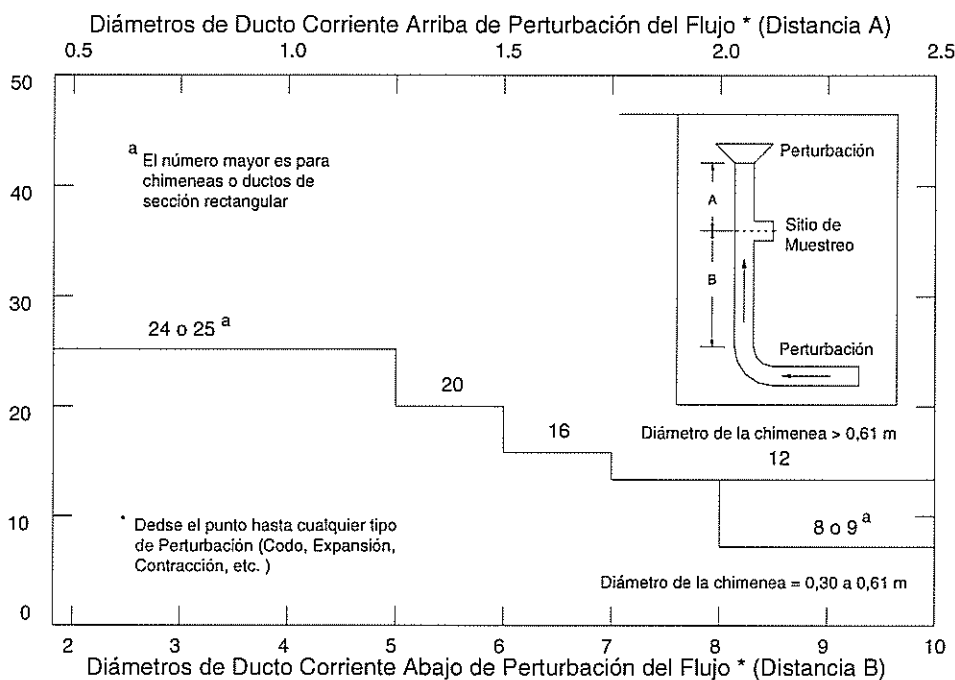 Diámetros de Ducto Corriente Arriba de Perturbación del Flujo * (Distancia A)
0.5 1.0 1.5 2.0 2.5
50
40
30
20
10
0
a El número mayor es para
chimeneas o ductos de
sección rectangular
Perturbación
A
Sitio de
Muestreo
B
Perturbación
24 o 25 a
20
16
Diámetro de la chimenea > 0,61 m
12
8 o 9 a
* Dedse el punto hasta cualquier tipo
de Perturbación (Codo, Expansión,
Contracción, etc. )
Diámetro de la chimenea = 0,30 a 0,61 m
2 3 4 5 6 7 8 9 10
Diámetros de Ducto Corriente Abajo de Perturbación del Flujo * (Distancia B)